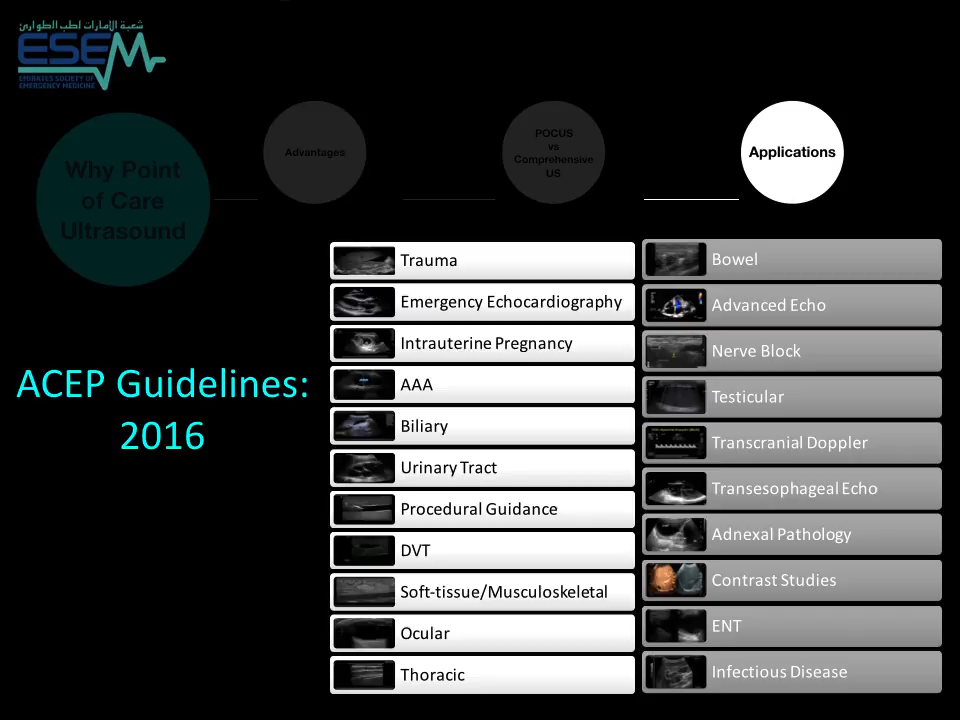 شعبة الإمارات لطب الطوارئ
ESEM
EMIRATES SOCIETY OF
EMERGENCY MEDICINE
Why Point
of Care
Ultrasound
Advantages
POCUS
vs
Comprehensive
US
Applications
ACEP Guidelines:
2016
Trauma
Emergency Echocardiography
Intrauterine Pregnancy
AAA
Biliary
Urinary Tract
Procedural Guidance
DVT
Soft-tissue/Musculoskeletal
Ocular
Thoracic
Bowel
Advanced Echo
Nerve Block
Testicular
Transcranial Doppler
Transesophageal Echo
Adnexal Pathology
Contrast Studies
ENT
Infectious Disease